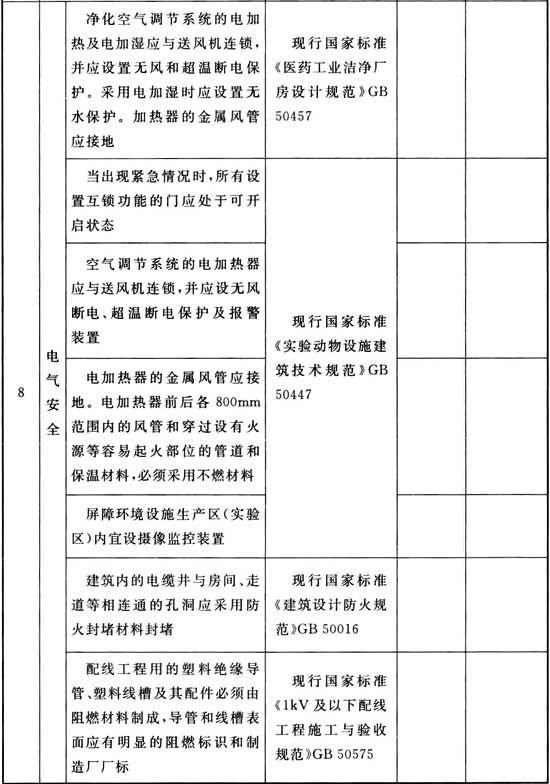 8
电
气
安
全
净化空气调节系统的电加
热及电加湿应与送风机连锁,
并应设置无风和超温断电保
护。采用电加湿时应设置无
水保护。加热器的金属风管
应接地
现行国家标准
《医药工业洁净厂
房设计规范》GB
50457
当出现紧急情况时,所有设
置互锁功能的门应处于可开
启状态
空气调节系统的电加热器
应与送风机连锁,并应设无风
断电、超温断电保护及报警
装置
电加热器的金属风管应接
地。电加热器前后各 800mm
范围内的风管和穿过设有火
源等容易起火部位的管道和
保温材料,必须采用不燃材料
屏障环境设施生产区(实验
区)内宜设摄像监控装置
现行国家标准
《实验动物设施建
筑技术规范》GB
50447
建筑内的电缆井与房间、走
道等相连通的孔洞应采用防
火封堵材料封堵
现行国家标准
《建筑设计防火规
范》GB 50016
配线工程用的塑料绝缘导
管、塑料线槽及其配件必须由
阻燃材料制成,导管和线槽表
面应有明显的阻燃标识和制
造厂厂标
现行国家标准
《1kV 及以下配线
工程施工与验收
规范》GB 50575